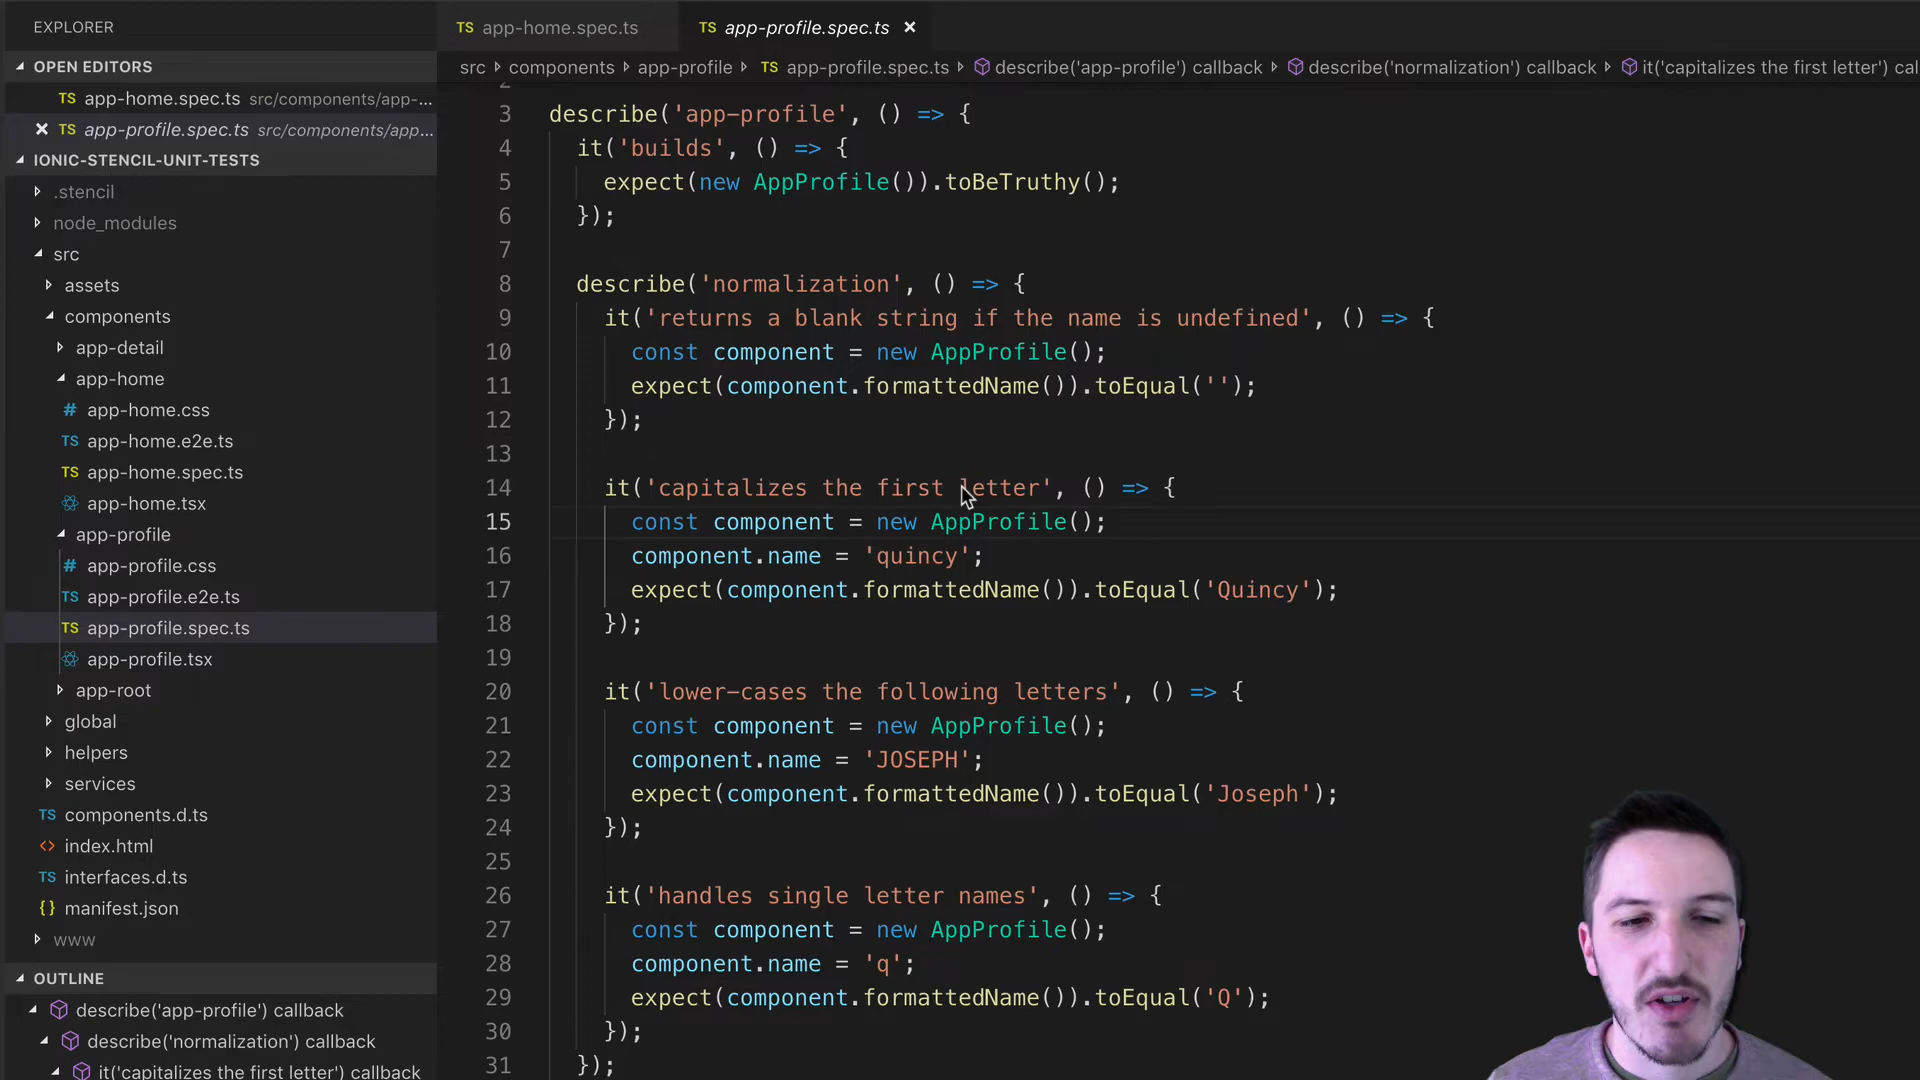 EXPLORER
OPEN EDITORS
TS app-home.spec.ts src/components/app-...
TS app-profile.spec.ts src/components/app...
IONIC-STENCIL-UNIT-TESTS
.stencil
node_modules
src
assets
components
app-detail
app-home
# app-home.css
TS app-home.e2e.ts
TS app-home.spec.ts
app-home.tsx
app-profile
# app-profile.css
TS app-profile.e2e.ts
TS app-profile.spec.ts
app-profile.tsx
app-root
global
helpers
services
TS components.d.ts
<> index.html
TS interfaces.d.ts
{} manifest.json
www
OUTLINE
describe('app-profile') callback
describe('normalization') callback
it('capitalizes the first letter') callback
TS app-home.spec.ts
TS app-profile.spec.ts
src components app-profile TS app-profile.spec.ts describe('app-profile') callback describe('normalization') callback it('capitalizes the first letter') cal
3 describe('app-profile', () => {
4 it('builds', () => {
5 expect(new AppProfile()).toBeTruthy();
6 });
7
8 describe('normalization', () => {
9 it('returns a blank string if the name is undefined', () => {
10 const component = new AppProfile();
11 expect(component.formattedName()).toEqual('');
12 });
13
14 it('capitalizes the first letter', () => {
15 const component = new AppProfile();
16 component.name = 'quincy';
17 expect(component.formattedName()).toEqual('Quincy');
18 });
19
20 it('lower-cases the following letters', () => {
21 const component = new AppProfile();
22 component.name = 'JOSEPH';
23 expect(component.formattedName()).toEqual('Joseph');
24 });
25
26 it('handles single letter names', () => {
27 const component = new AppProfile();
28 component.name = 'q';
29 expect(component.formattedName()).toEqual('Q');
30 });
31 });